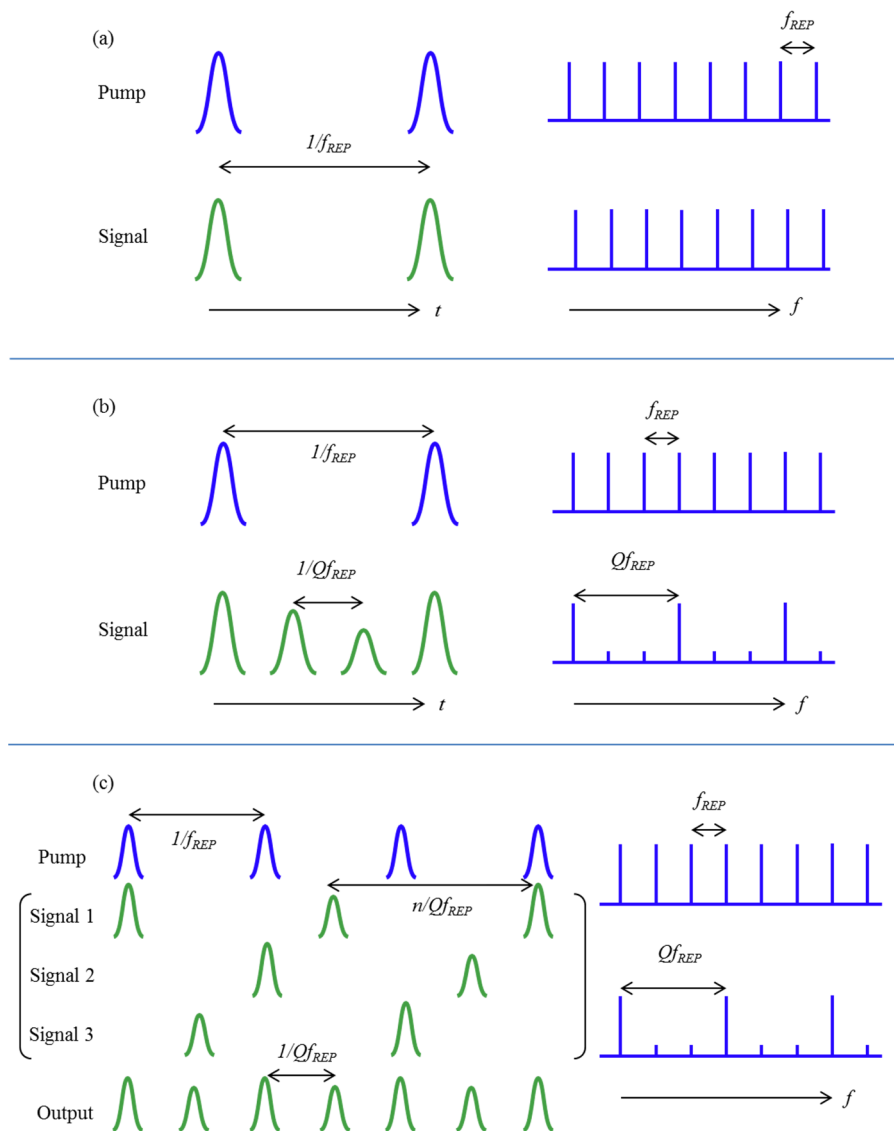 (a)
f_REP
Pump
1/f_REP
Signal
t
f
(b)
f_REP
1/f_REP
Pump
1/Qf_REP
Qf_REP
Signal
t
f
(c)
f_REP
1/f_REP
Pump
n/Qf_REP
Signal 1
Qf_REP
Signal 2
Signal 3
1/Qf_REP
f
Output